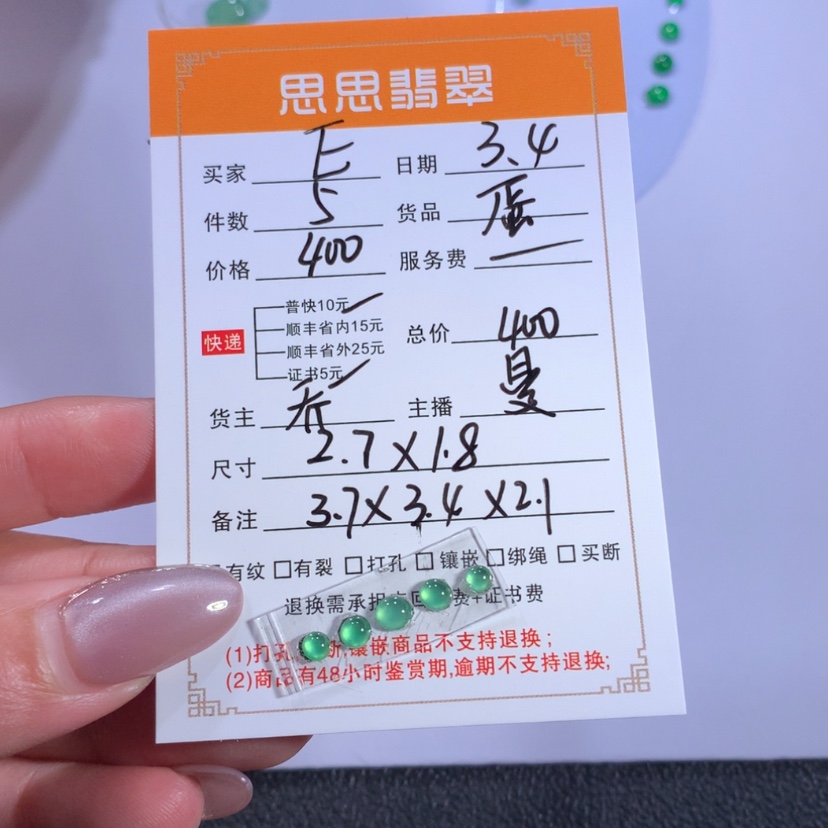 思思翡翠
买家 E 日期 3.4
件数 5 货品 蛋
价格 400 服务费 —
快递
普快10元 ✓
顺丰省内15元
顺丰省外25元
证书5元 ✓
总价 400
货主 乔 主播 曼
尺寸 2.7X1.8
备注 3.7X3.4X2.1
有纹 □有裂 □打孔 □镶嵌 □绑绳 □买断
退换需承担 回 费+证书费
(1)打孔 镶嵌商品不支持退换;
(2)商品有48小时鉴赏期,逾期不支持退换;